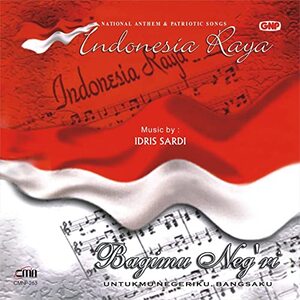 NATIONAL ANTHEM & PATRIOTIC SONGS
GNP
Indonesia Raya
Indonesia Raya
Music by :
IDRIS SARDI
Bagimu Neg'ri
UNTUKMU NEGERIKU, BANGSAKU
CMNP-263